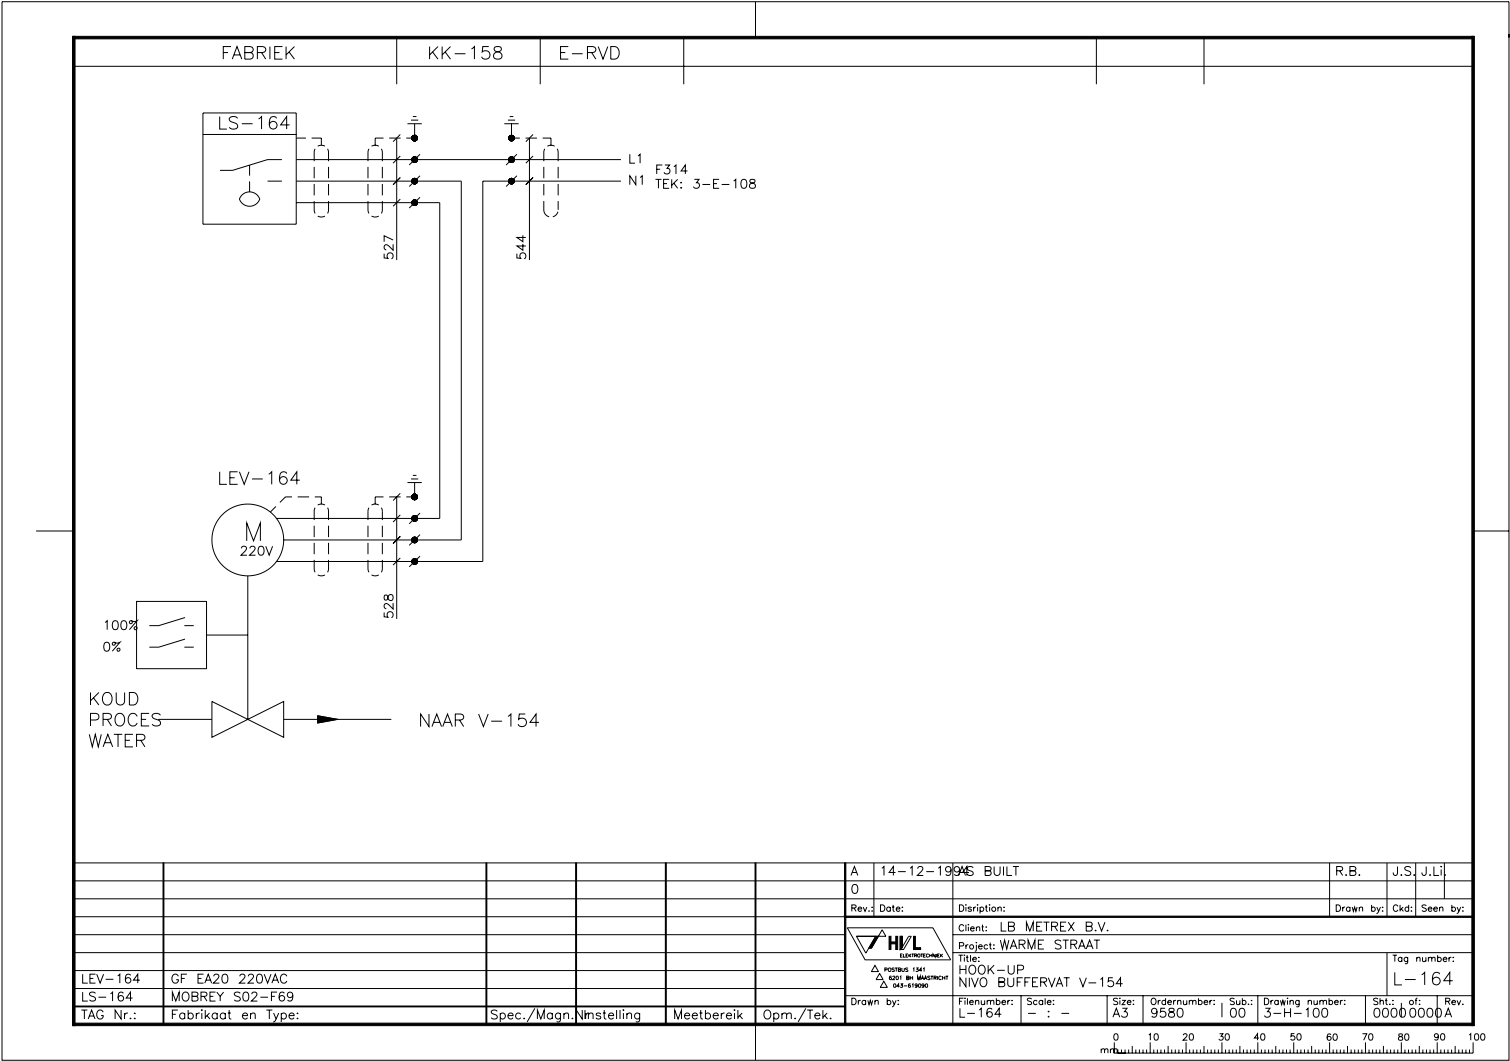 FABRIEK KK-158 E-RVD
LS-164
L1
N1
F314
TEK: 3-E-108
527
544
LEV-164
M
220V
528
100%
0%
KOUD
PROCES
WATER
NAAR V-154
LEV-164 GF EA20 220VAC
LS-164 MOBREY S02-F69
TAG Nr.: Fabrikaat en Type: Spec./Magn. Instelling Meetbereik Opm./Tek.
A 14-12-1994 AS BUILT R.B. J.S. J.Li.
0
Rev.: Date: Disription: Drawn by: Ckd: Seen by:
HVL
ELEKTROTECHNIEK
POSTBUS 1341
6201 BH MAASTRICHT
043-619090
Client: LB METREX B.V.
Project: WARME STRAAT
Title:
HOOK-UP
NIVO BUFFERVAT V-154
Tag number:
L-164
Drawn by:
Filenumber: Scale: Size: Ordernumber: Sub.: Drawing number: Sht.: of: Rev.
L-164 - : - A3 9580 00 3-H-100 0000 0000 A
0 10 20 30 40 50 60 70 80 90 100
mm